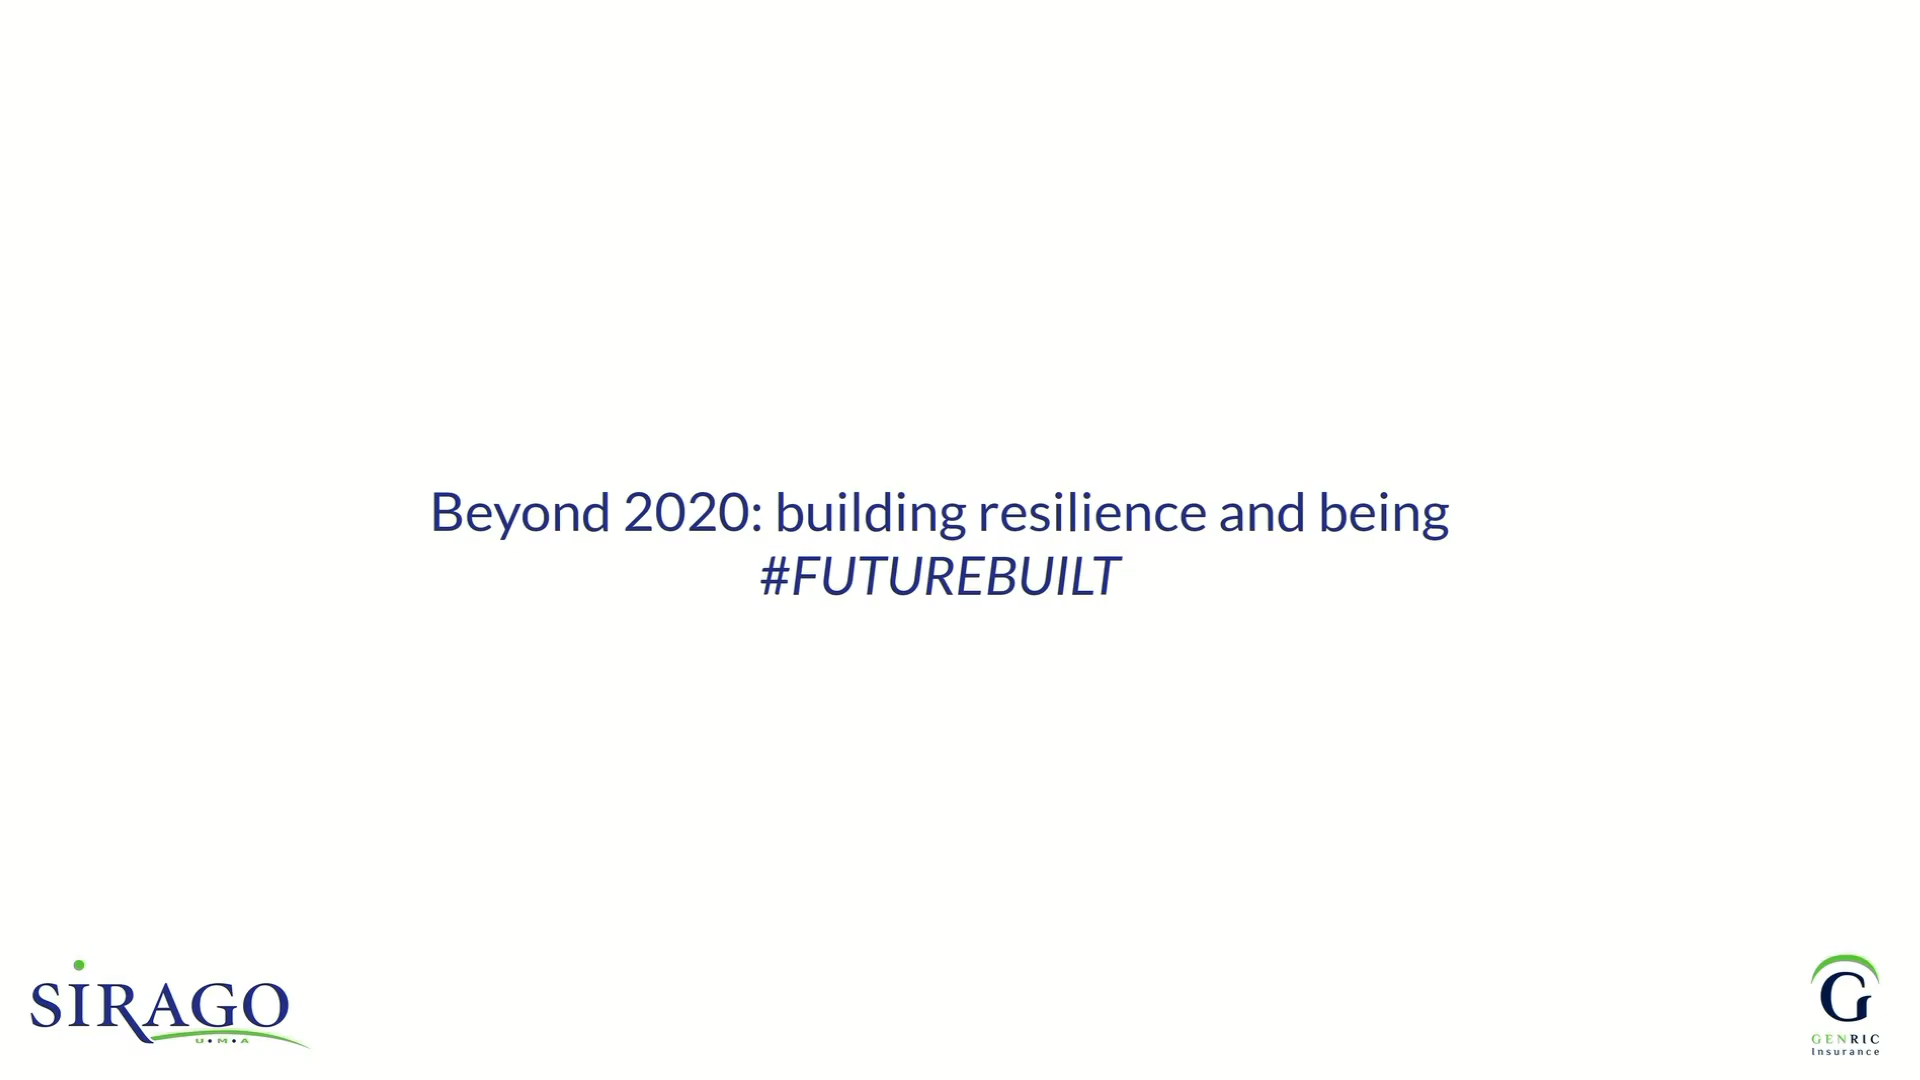 Beyond 2020: building resilience and being
#FUTUREBUILT
SiRAGO
U•M•A
G
GENRIC
Insurance